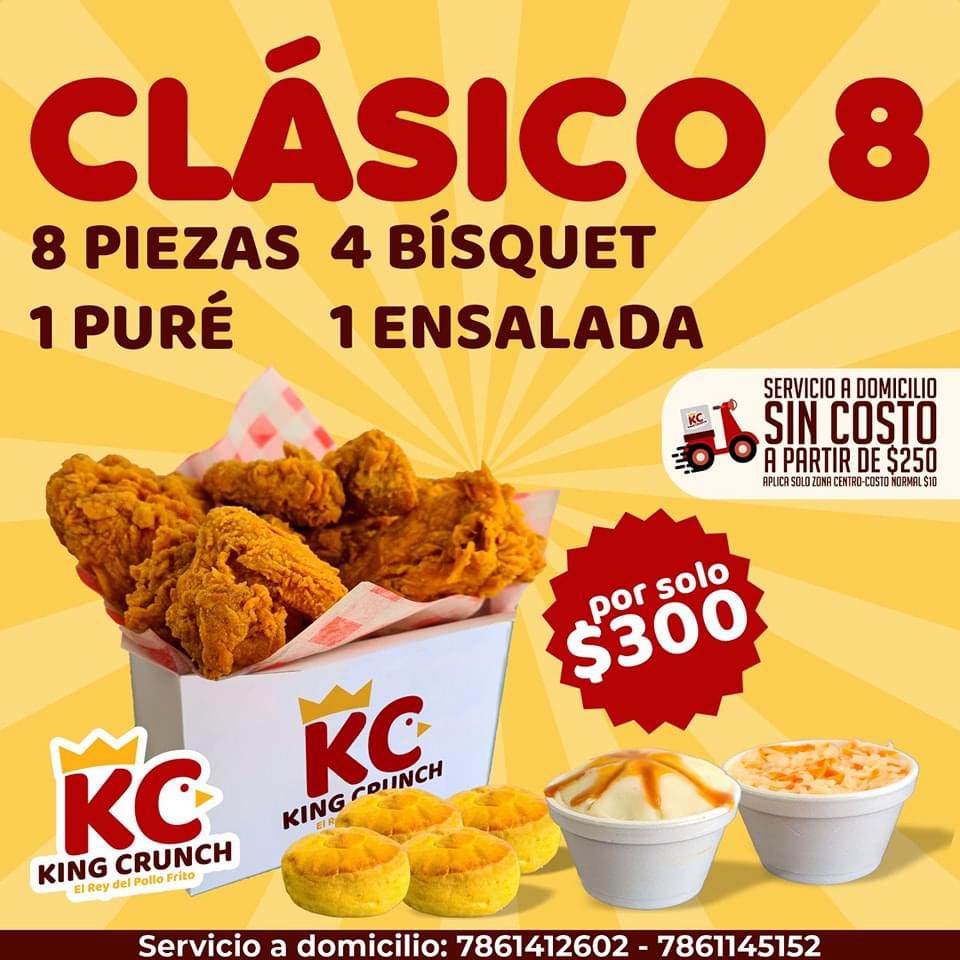 CLÁSICO 8
8 PIEZAS 4 BÍSQUET
1 PURÉ 1 ENSALADA
SERVICIO A DOMICILIO
SIN COSTO
A PARTIR DE $250
APLICA SOLO ZONA CENTRO-COSTO NORMAL $10
KC
por solo
$300
KC
KING CRUNCH
KC
KING CRUNCH
El Rey del Pollo Frito
Servicio a domicilio: 7861412602 - 7861145152